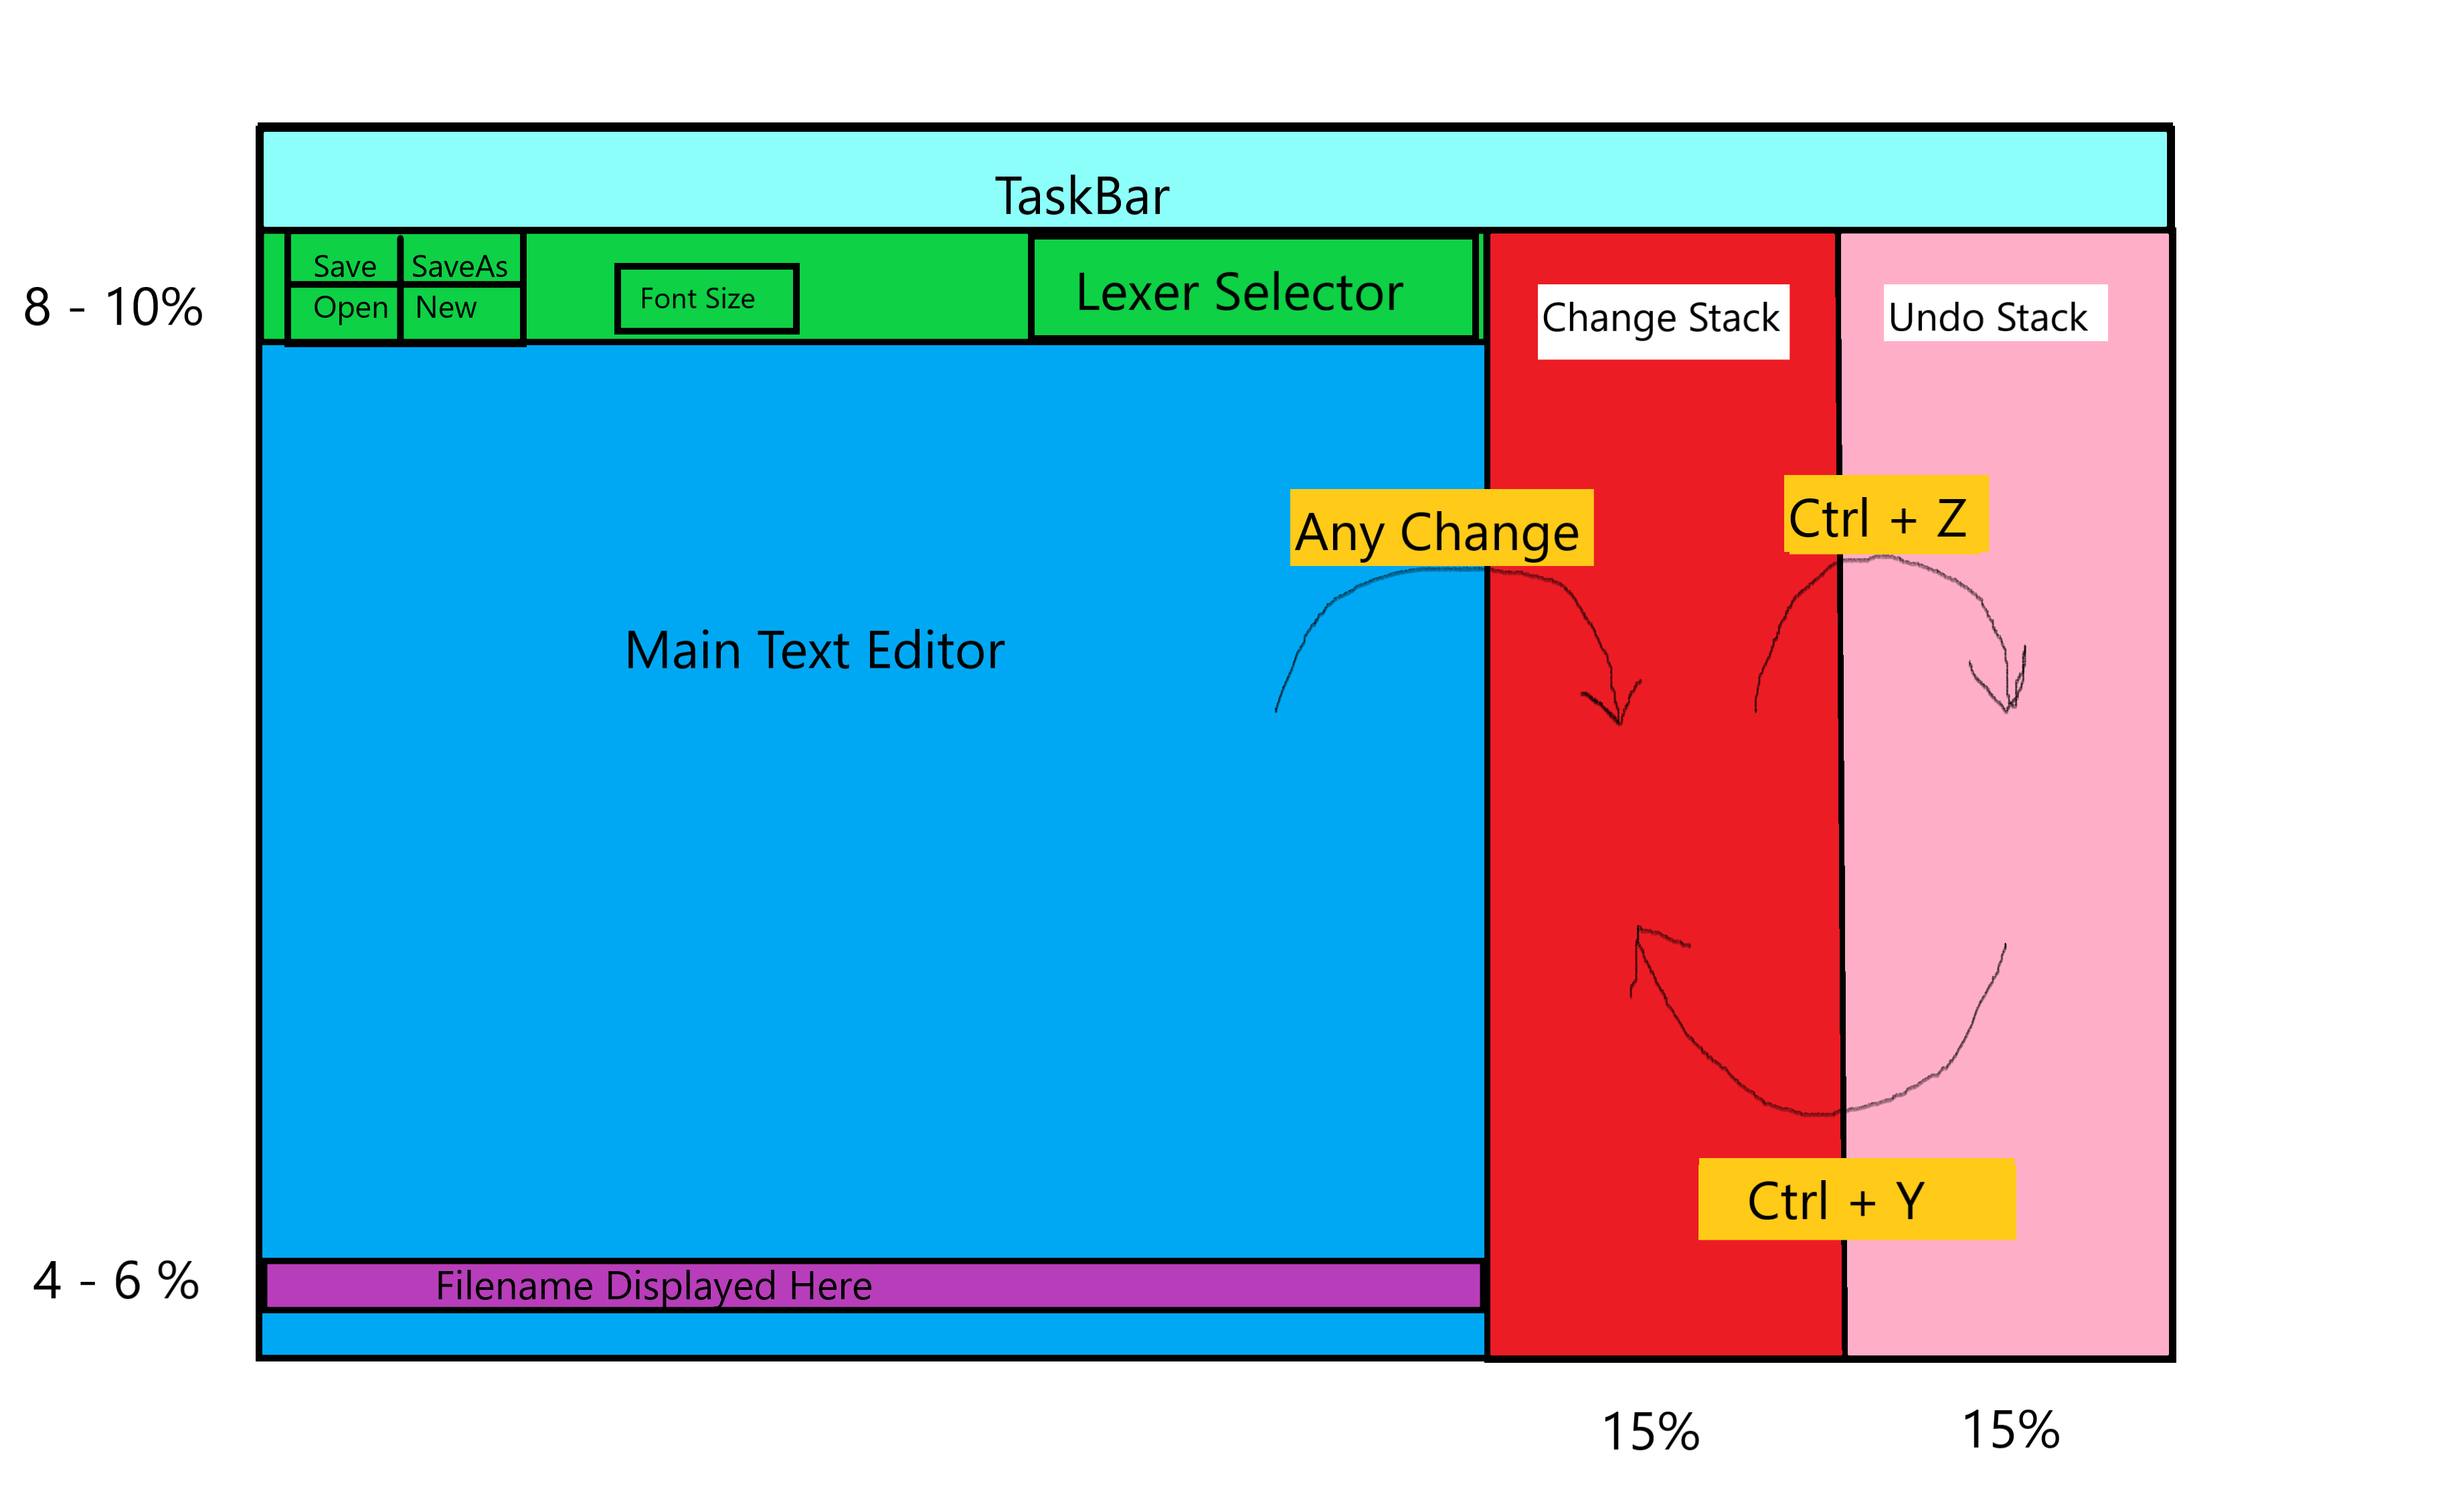 TaskBar
Save
SaveAs
Open
New
Font Size
Lexer Selector
Change Stack
Undo Stack
8 - 10%
Any Change
Ctrl + Z
Main Text Editor
Ctrl + Y
4 - 6 %
Filename Displayed Here
15%
15%